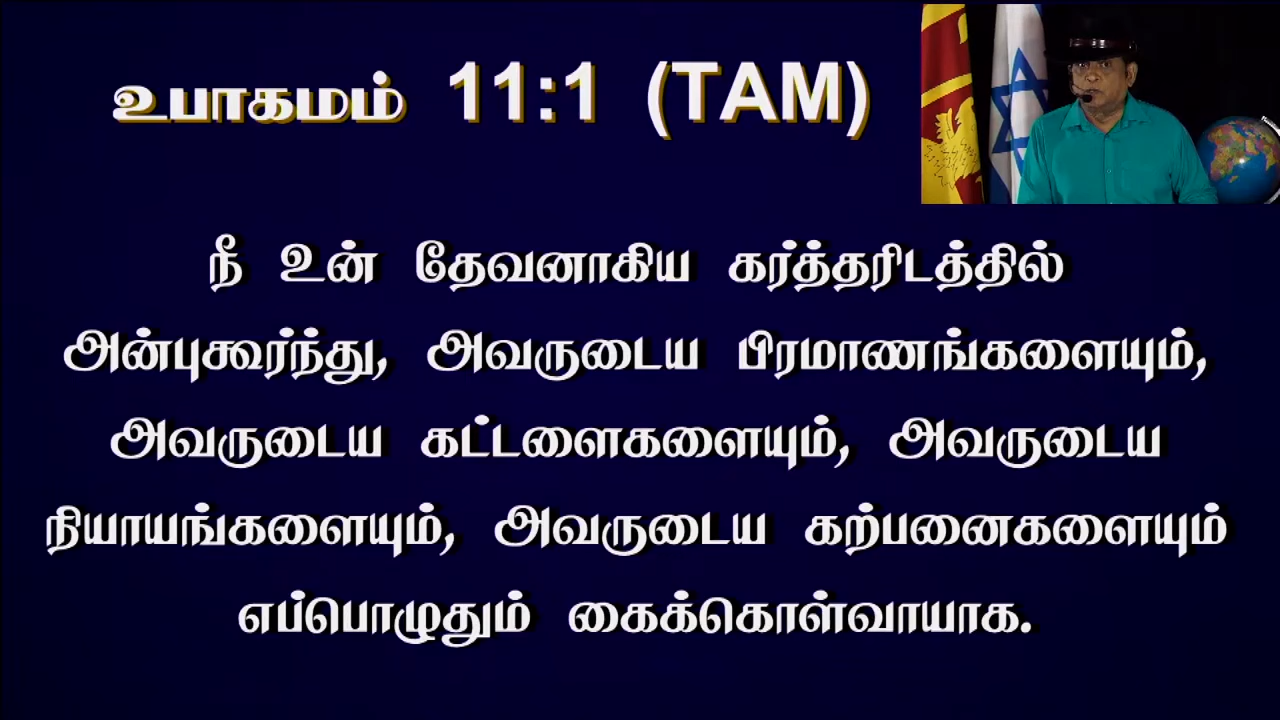 உபாகமம் 11:1 (TAM)
நீ உன் தேவனாகிய கர்த்தரிடத்தில்
அன்புகூர்ந்து, அவருடைய பிரமாணங்களையும்,
அவருடைய கட்டளைகளையும், அவருடைய
நியாயங்களையும், அவருடைய கற்பனைகளையும்
எப்பொழுதும் கைக்கொள்வாயாக.